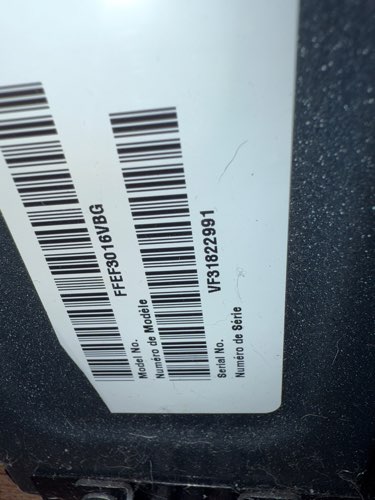 FFEF3016VBG
Model No.
Numéro de Modèle
VF31822991
Serial No.
Numéro de Série